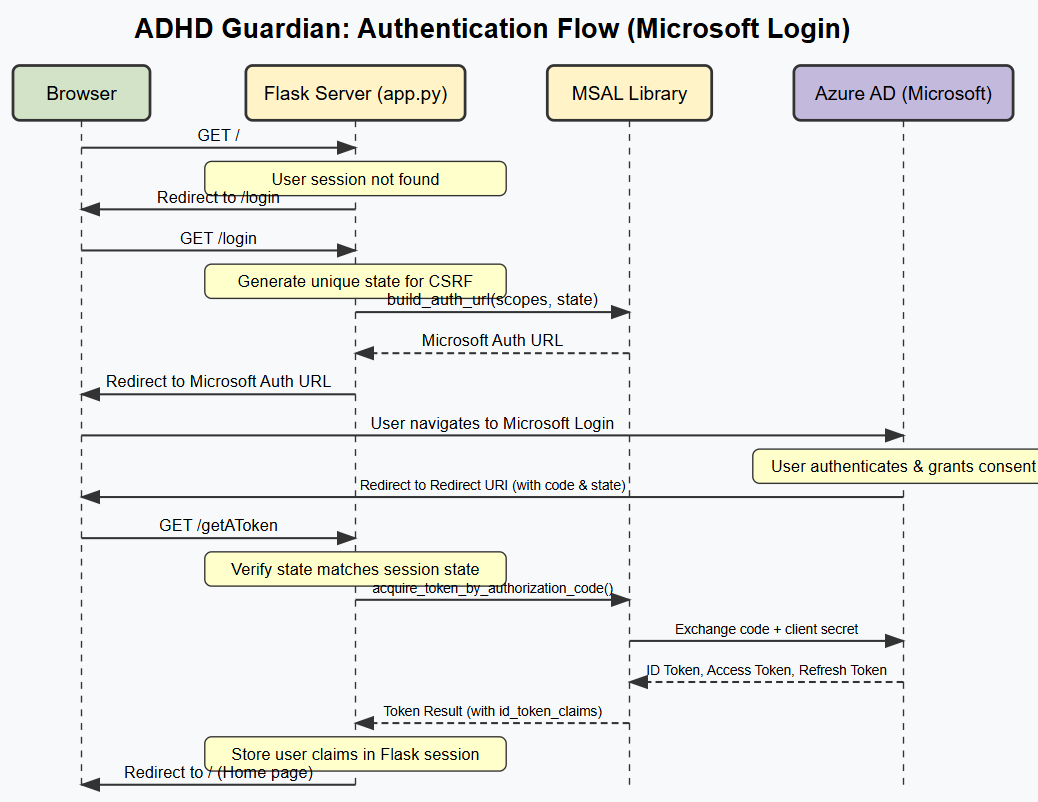 ADHD Guardian: Authentication Flow (Microsoft Login)
Browser
Flask Server (app.py)
MSAL Library
Azure AD (Microsoft)
GET /
User session not found
Redirect to /login
GET /login
Generate unique state for CSRF
build_auth_url(scopes, state)
Microsoft Auth URL
Redirect to Microsoft Auth URL
User navigates to Microsoft Login
User authenticates & grants consent
Redirect to Redirect URI (with code & state)
GET /getAToken
Verify state matches session state
acquire_token_by_authorization_code()
Exchange code + client secret
ID Token, Access Token, Refresh Token
Token Result (with id_token_claims)
Store user claims in Flask session
Redirect to / (Home page)